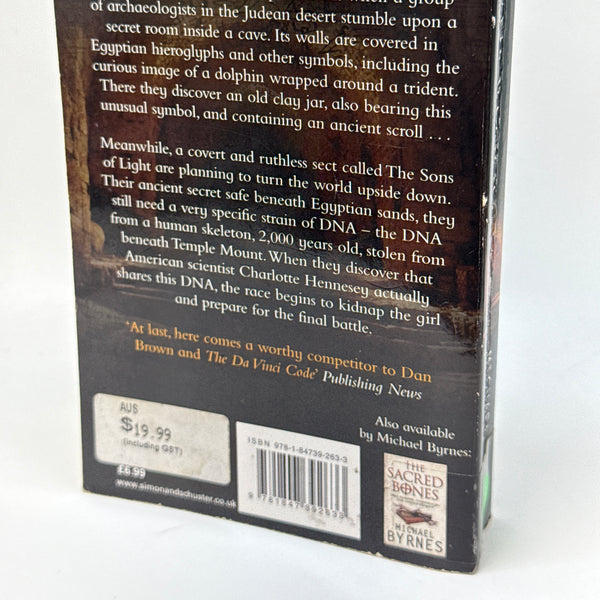 of archaeologists in the Judean desert stumble upon a
secret room inside a cave. Its walls are covered in
Egyptian hieroglyphs and other symbols, including the
curious image of a dolphin wrapped around a trident.
There they discover an old clay jar, also bearing this
unusual symbol, and containing an ancient scroll . . .
Meanwhile, a covert and ruthless sect called The Sons
of Light are planning to turn the world upside down.
Their ancient secret safe beneath Egyptian sands, they
still need a very specific strain of DNA – the DNA
from a human skeleton, 2,000 years old, stolen from
beneath Temple Mount. When they discover that
American scientist Charlotte Hennesey actually
shares this DNA, the race begins to kidnap the girl
and prepare for the final battle.
'At last, here comes a worthy competitor to Dan
Brown and The Da Vinci Code' Publishing News
AUS
$19.99
(including GST)
£6.99
www.simonandschuster.co.uk
ISBN 978-1-84739-263-3
9 781847 392633
Also available
by Michael Byrnes:
THE
SACRED
BONES
MICHAEL
BYRNES